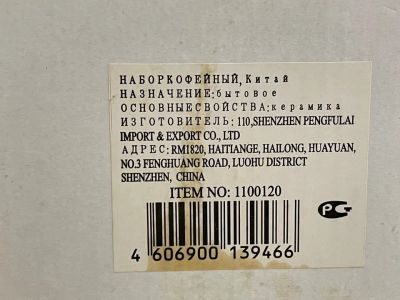 НАБОРКОФЕЙНЫЙ, Китай
НАЗНАЧЕНИЕ: бытовое
ОСНОВНЫЕСВОЙСТВА: керамика
ИЗГОТОВИТЕЛЬ: 110,SHENZHEN PENGFULAI
IMPORT & EXPORT CO., LTD
АДРЕС: RM1820, HAITIANGE, HAILONG, HUAYUAN,
NO.3 FENGHUANG ROAD, LUOHU DISTRICT
SHENZHEN, CHINA
ITEM NO: 1100120
4 606900 139466
РСТ